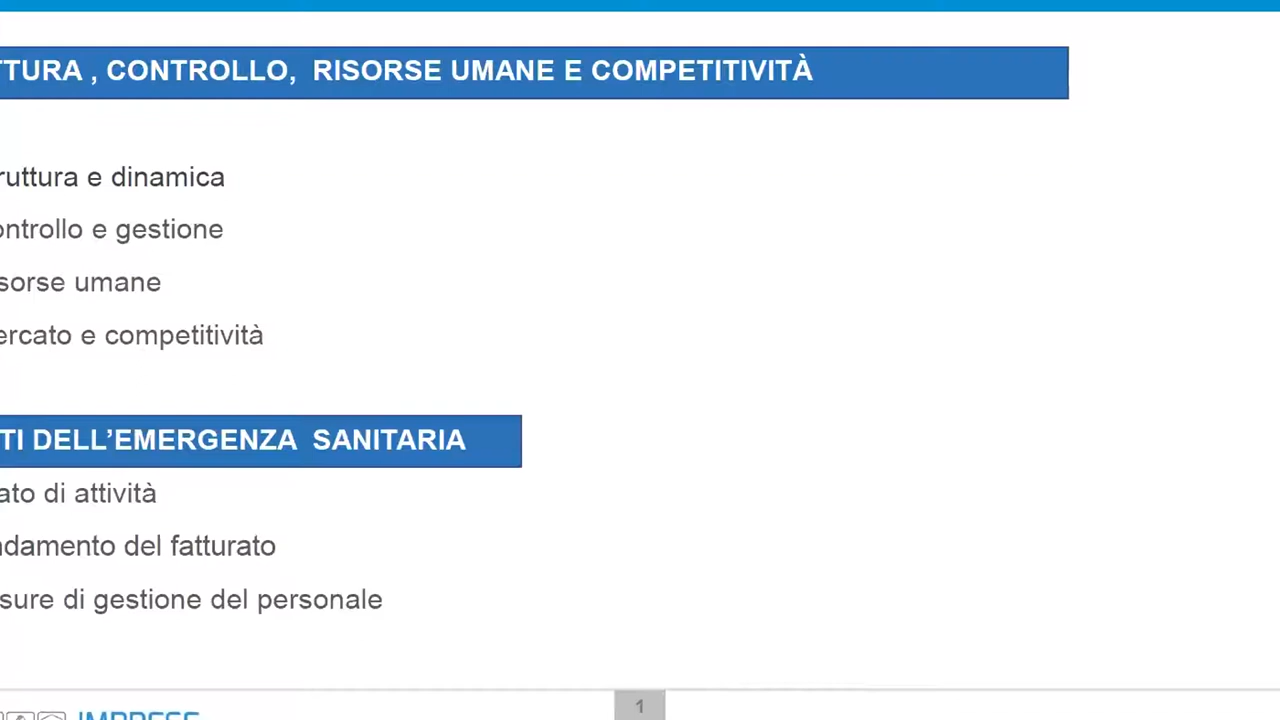 TTURA , CONTROLLO, RISORSE UMANE E COMPETITIVITÀ
ruttura e dinamica
ontrollo e gestione
sorse umane
ercato e competitività
TI DELL’EMERGENZA SANITARIA
ato di attività
ndamento del fatturato
sure di gestione del personale
1
IMPRESE